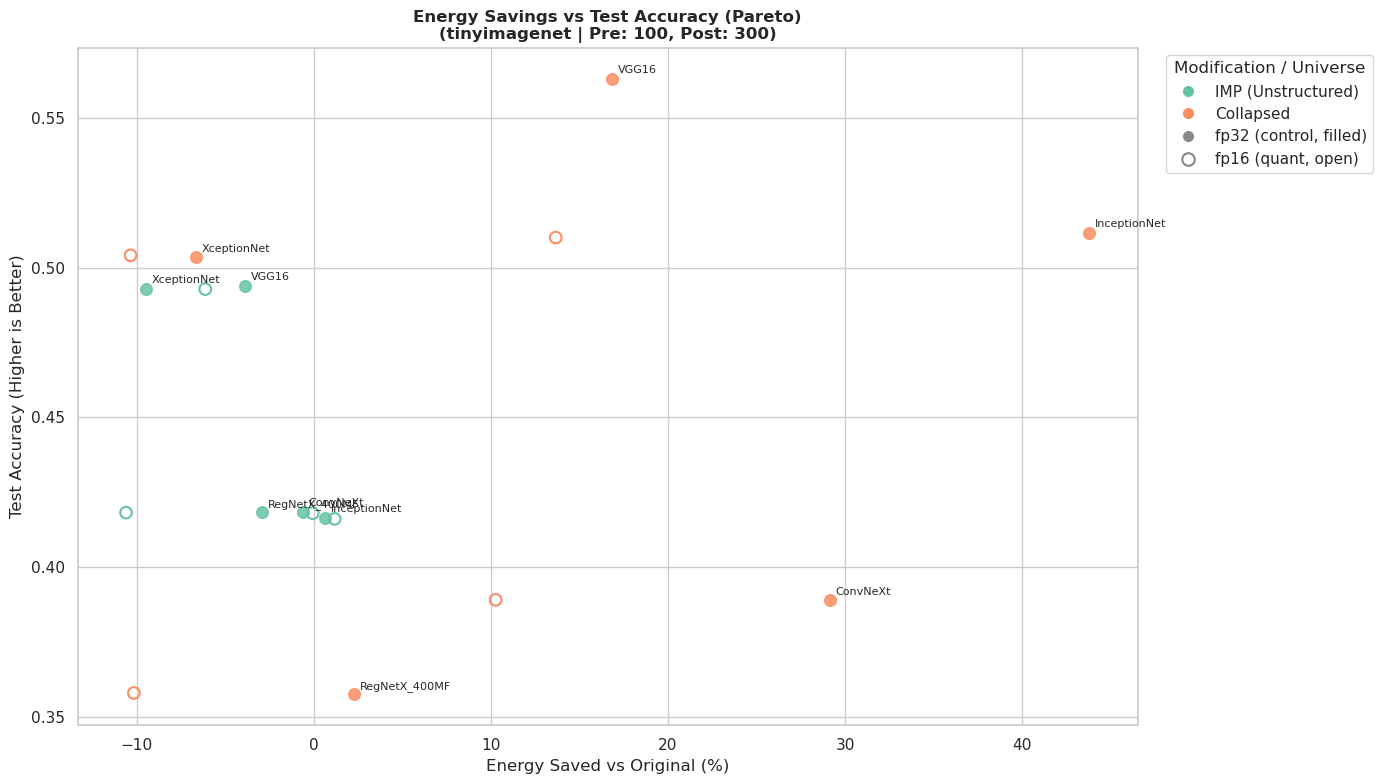 Energy Savings vs Test Accuracy (Pareto)
(tinyimagenet | Pre: 100, Post: 300)
Modification / Universe
IMP (Unstructured)
Collapsed
fp32 (control, filled)
fp16 (quant, open)
Test Accuracy (Higher is Better)
0.55
0.50
0.45
0.40
0.35
VGG16
InceptionNet
XceptionNet
XceptionNet
VGG16
RegNetX_400MF
ConvNeXt
InceptionNet
ConvNeXt
RegNetX_400MF
−10
0
10
20
30
40
Energy Saved vs Original (%)